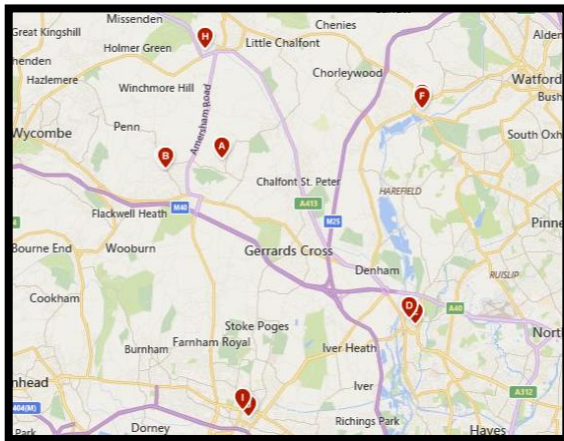 Missenden
Chenies
Great Kingshill
H
Little Chalfont
Alden
Holmer Green
henden
Hazlemere
Chorleywood
Watford
Winchmore Hill
F
Bush
Amersham Road
Wycombe
Penn
South Oxh
A
B
Chalfont St. Peter
HAREFIELD
A413
Flackwell Heath
M40
M25
Pinne
Bourne End
Wooburn
Gerrards Cross
Denham
RUISLIP
Cookham
D
A40
Stoke Poges
North
Farnham Royal
Burnham
Iver Heath
nhead
Iver
A312
I
404(M)
Park
Dorney
Richings Park
Hayes